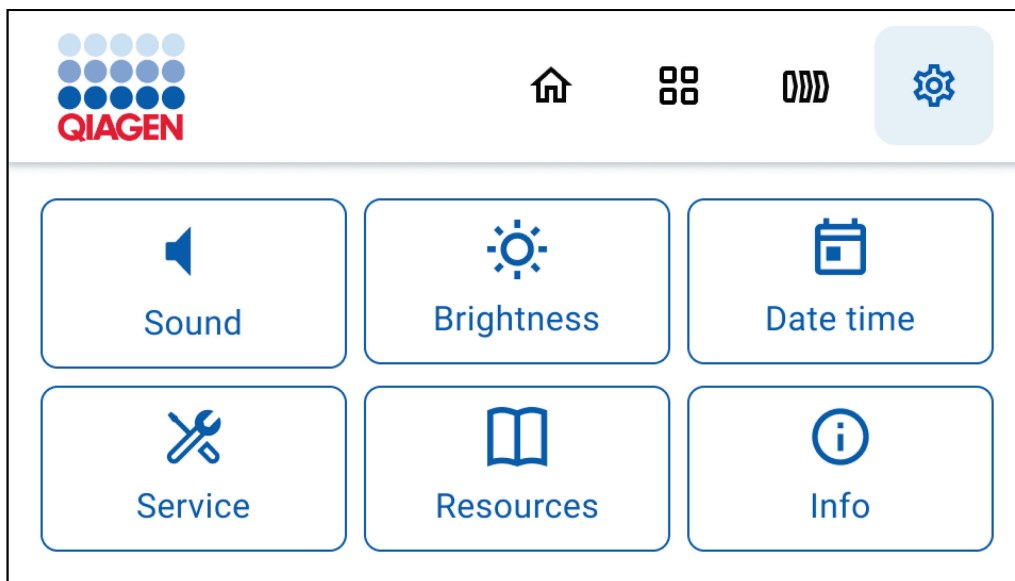 QIAGEN
Sound
Brightness
Date time
Service
Resources
Info